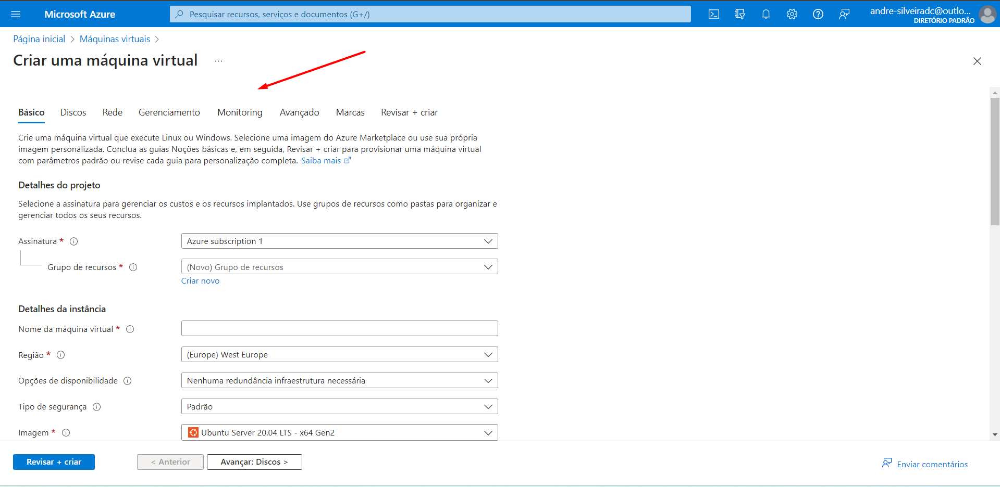 Microsoft Azure
Pesquisar recursos, serviços e documentos (G+/)
andre-silveiradc@outlo...
DIRETÓRIO PADRÃO
Página inicial > Máquinas virtuais >
Criar uma máquina virtual ...
Básico Discos Rede Gerenciamento Monitoring Avançado Marcas Revisar + criar
Crie uma máquina virtual que execute Linux ou Windows. Selecione uma imagem do Azure Marketplace ou use sua própria
imagem personalizada. Conclua as guias Noções básicas e, em seguida, Revisar + criar para provisionar uma máquina virtual
com parâmetros padrão ou revise cada guia para personalização completa. Saiba mais
Detalhes do projeto
Selecione a assinatura para gerenciar os custos e os recursos implantados. Use grupos de recursos como pastas para organizar e
gerenciar todos os seus recursos.
Assinatura * Azure subscription 1
Grupo de recursos * (Novo) Grupo de recursos
Criar novo
Detalhes da instância
Nome da máquina virtual *
Região * (Europe) West Europe
Opções de disponibilidade Nenhuma redundância infraestrutura necessária
Tipo de segurança Padrão
Imagem * Ubuntu Server 20.04 LTS - x64 Gen2
Revisar + criar < Anterior Avançar: Discos > Enviar comentários